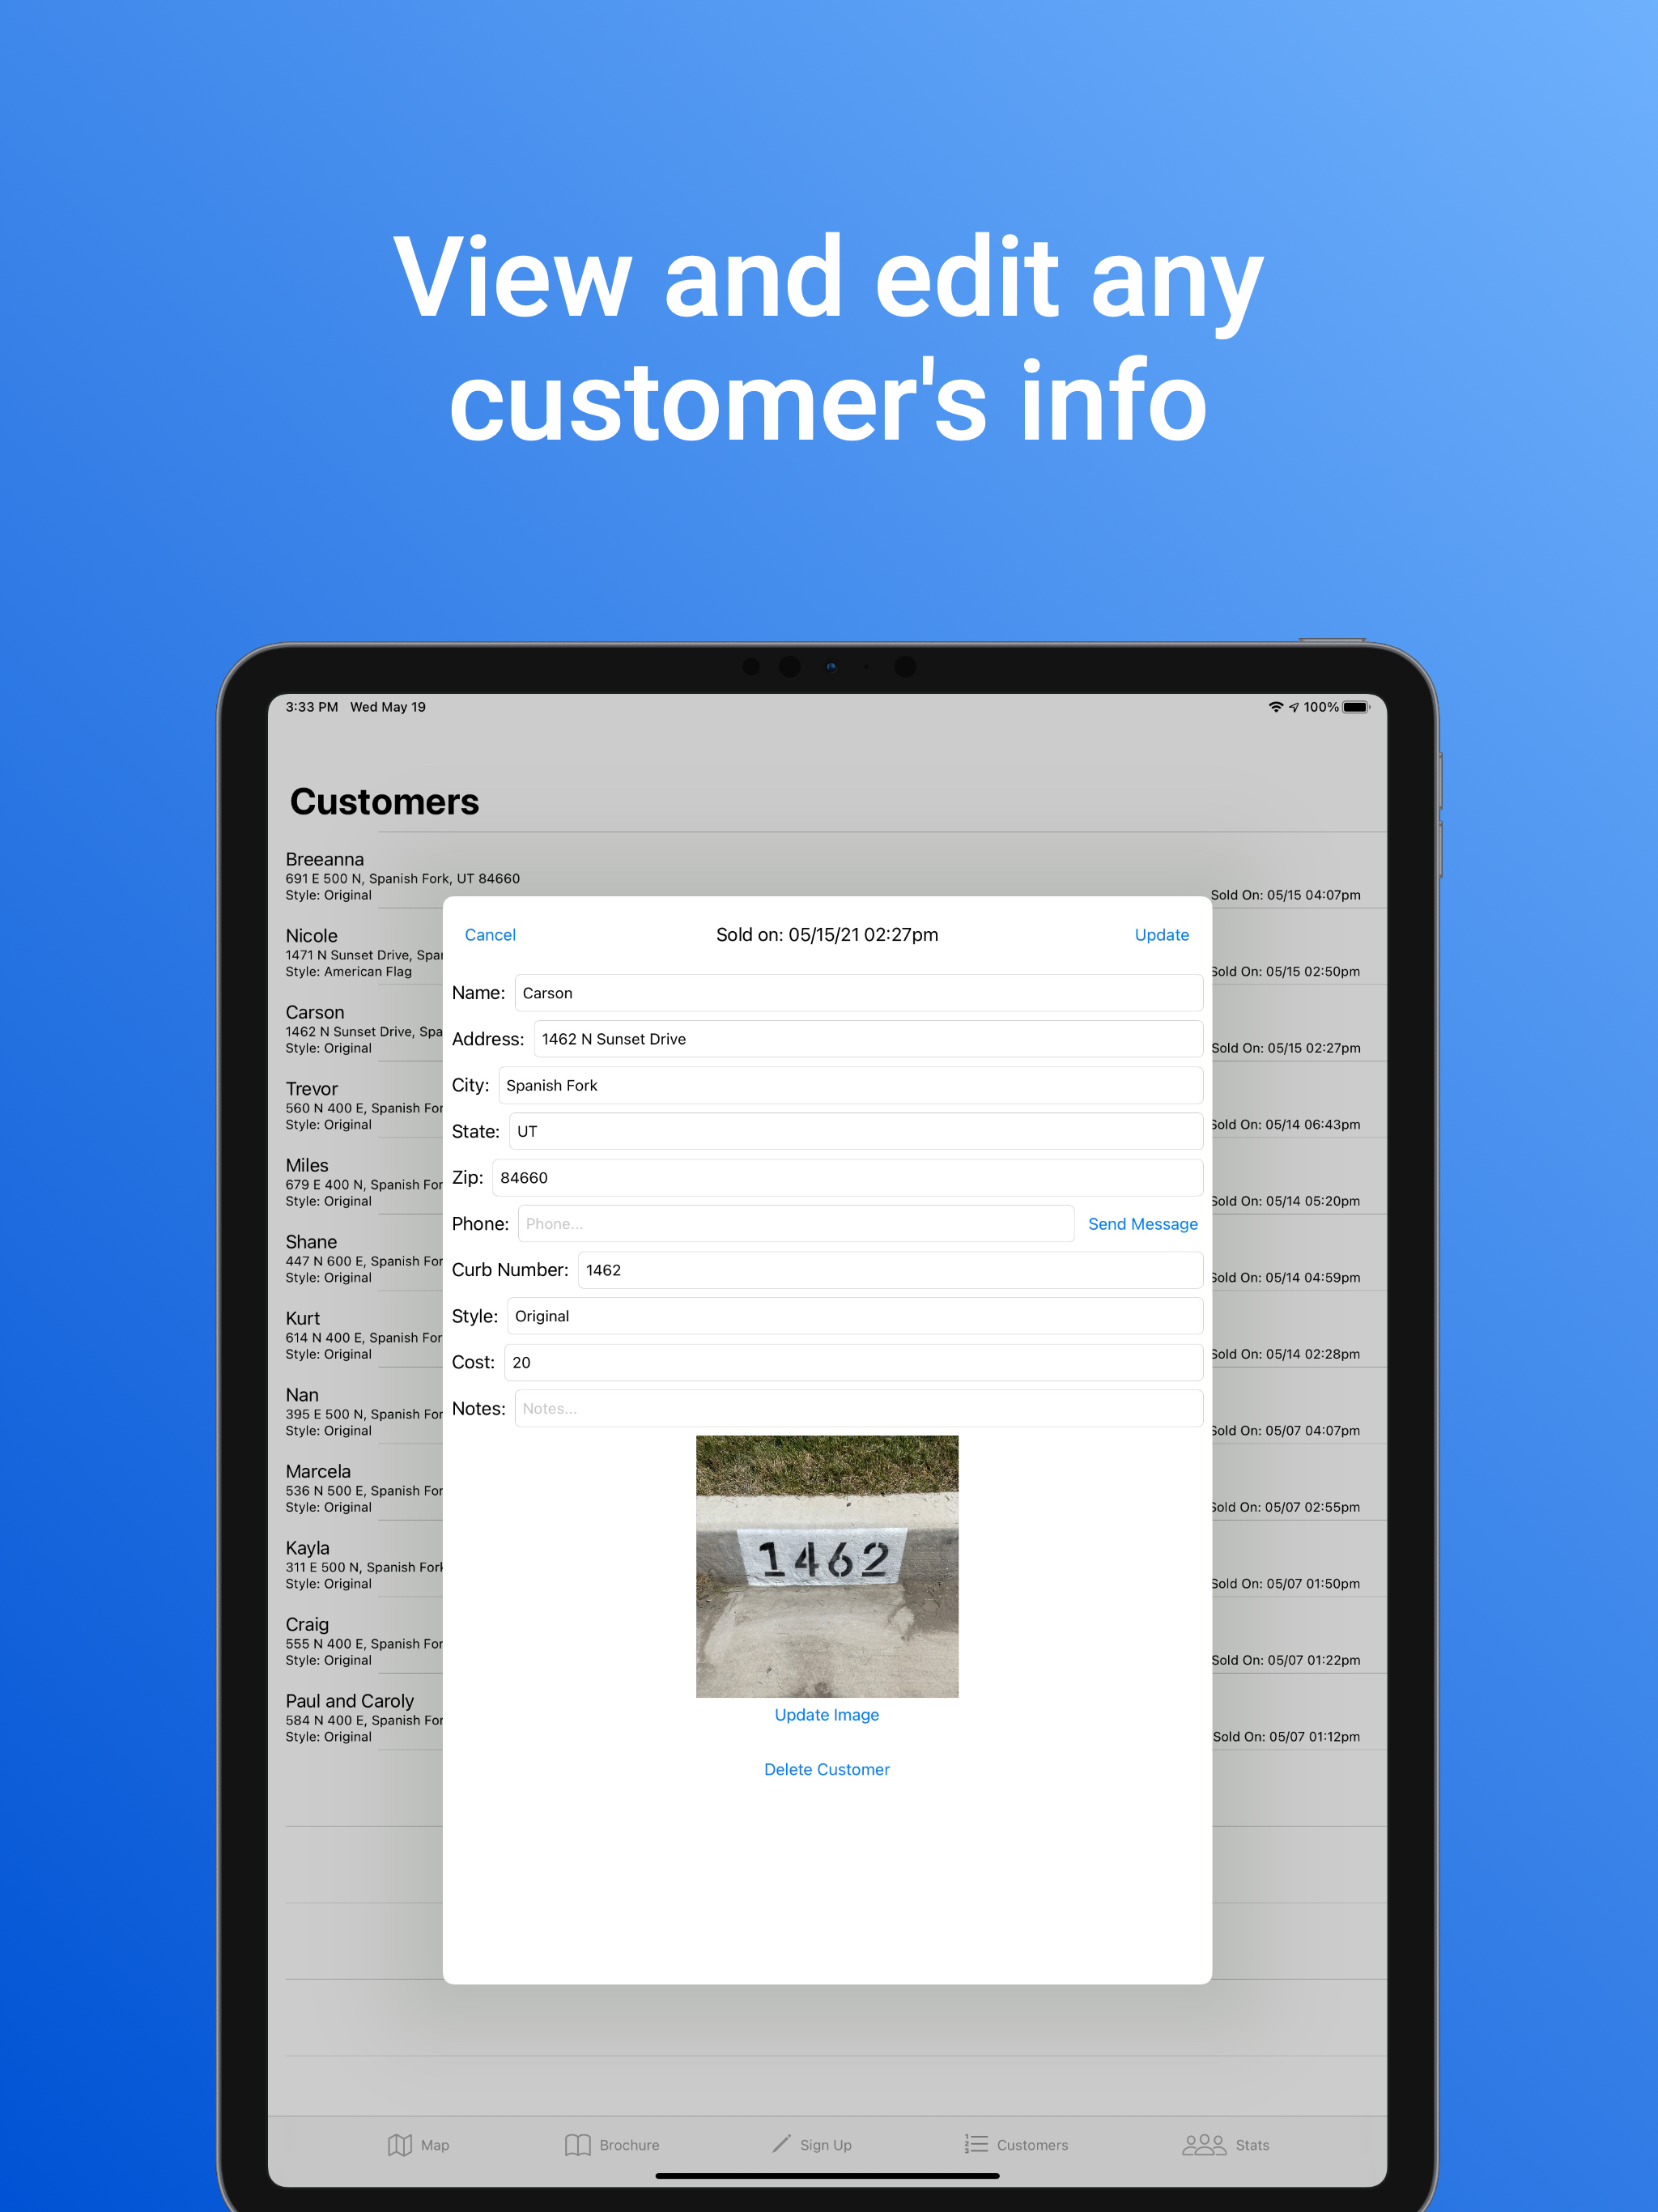 View and edit any
customer's info
3:33 PM Wed May 19
100%
Customers
Breeanna
691 E 500 N, Spanish Fork, UT 84660
Style: Original
Sold On: 05/15 04:07pm
Nicole
1471 N Sunset Drive, Spa
Style: American Flag
Sold On: 05/15 02:50pm
Carson
1462 N Sunset Drive, Spa
Style: Original
Sold On: 05/15 02:27pm
Trevor
560 N 400 E, Spanish For
Style: Original
Sold On: 05/14 06:43pm
Miles
679 E 400 N, Spanish For
Style: Original
Sold On: 05/14 05:20pm
Shane
447 N 600 E, Spanish For
Style: Original
Sold On: 05/14 04:59pm
Kurt
614 N 400 E, Spanish For
Style: Original
Sold On: 05/14 02:28pm
Nan
395 E 500 N, Spanish For
Style: Original
Sold On: 05/07 04:07pm
Marcela
536 N 500 E, Spanish For
Style: Original
Sold On: 05/07 02:55pm
Kayla
311 E 500 N, Spanish Fork
Style: Original
Sold On: 05/07 01:50pm
Craig
555 N 400 E, Spanish For
Style: Original
Sold On: 05/07 01:22pm
Paul and Caroly
584 N 400 E, Spanish For
Style: Original
Sold On: 05/07 01:12pm
Cancel
Sold on: 05/15/21 02:27pm
Update
Name: Carson
Address: 1462 N Sunset Drive
City: Spanish Fork
State: UT
Zip: 84660
Phone: Phone... Send Message
Curb Number: 1462
Style: Original
Cost: 20
Notes: Notes...
1462
Update Image
Delete Customer
Map
Brochure
Sign Up
Customers
Stats